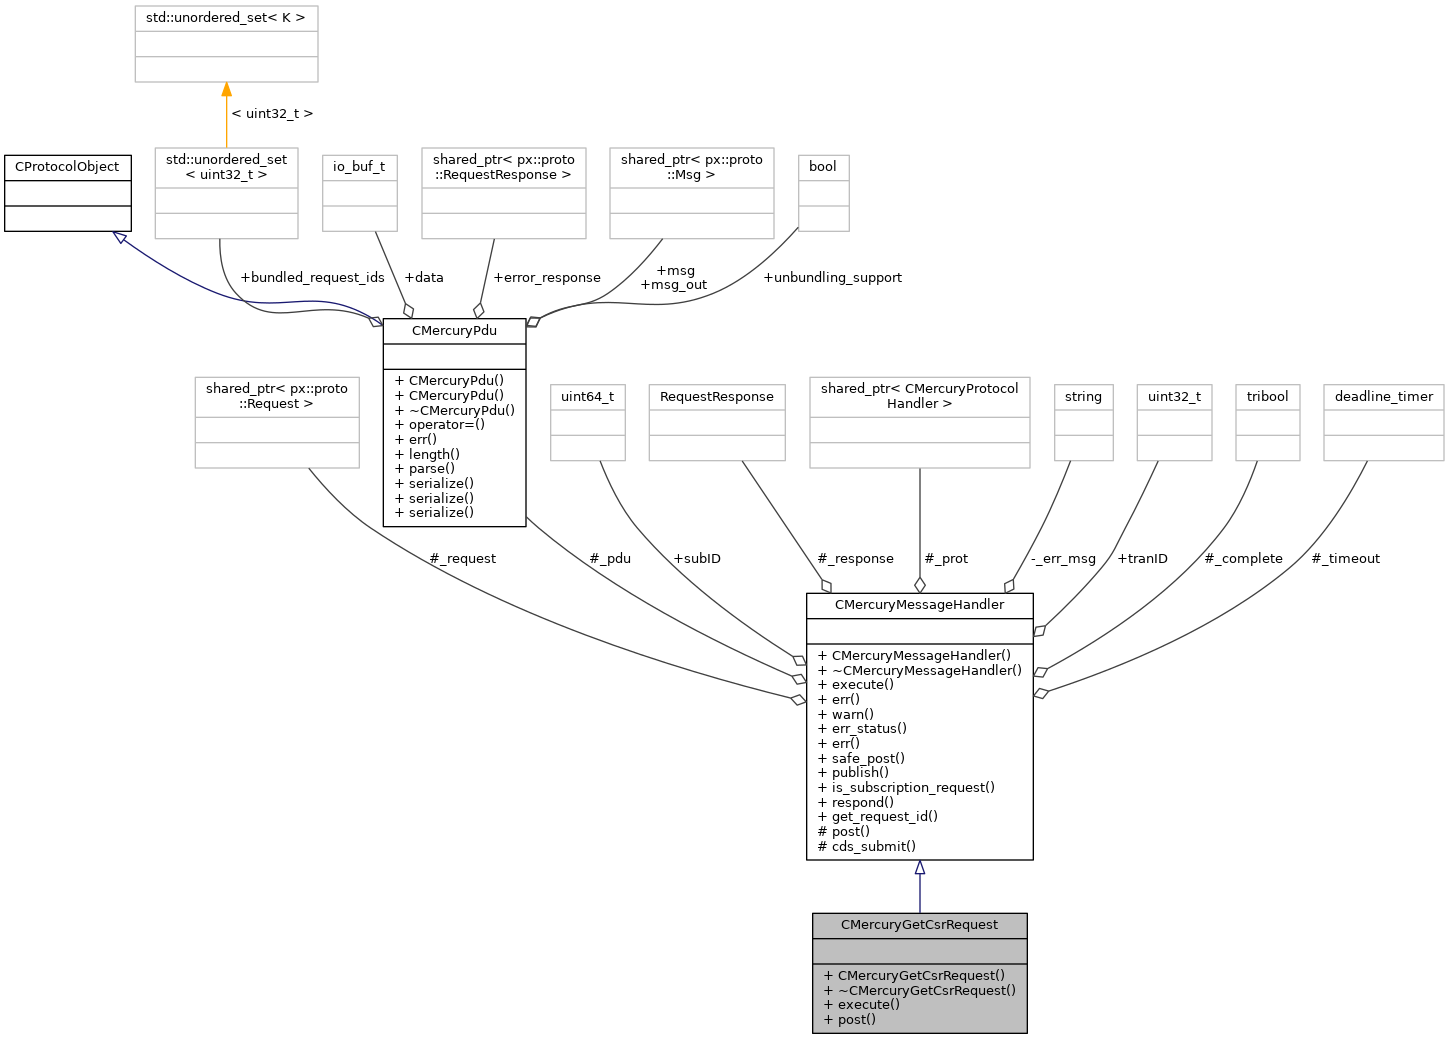 std::unordered_set< K >
< uint32_t >
CProtocolObject
std::unordered_set
< uint32_t >
io_buf_t
shared_ptr< px::proto
::RequestResponse >
shared_ptr< px::proto
::Msg >
bool
+bundled_request_ids
+data
+error_response
+msg
+msg_out
+unbundling_support
CMercuryPdu
+ CMercuryPdu()
+ CMercuryPdu()
+ ~CMercuryPdu()
+ operator=()
+ err()
+ length()
+ parse()
+ serialize()
+ serialize()
+ serialize()
shared_ptr< px::proto
::Request >
uint64_t
RequestResponse
shared_ptr< CMercuryProtocol
Handler >
string
uint32_t
tribool
deadline_timer
#_request
#_pdu
+subID
#_response
#_prot
-_err_msg
+tranID
#_complete
#_timeout
CMercuryMessageHandler
+ CMercuryMessageHandler()
+ ~CMercuryMessageHandler()
+ execute()
+ err()
+ warn()
+ err_status()
+ err()
+ safe_post()
+ publish()
+ is_subscription_request()
+ respond()
+ get_request_id()
# post()
# cds_submit()
CMercuryGetCsrRequest
+ CMercuryGetCsrRequest()
+ ~CMercuryGetCsrRequest()
+ execute()
+ post()